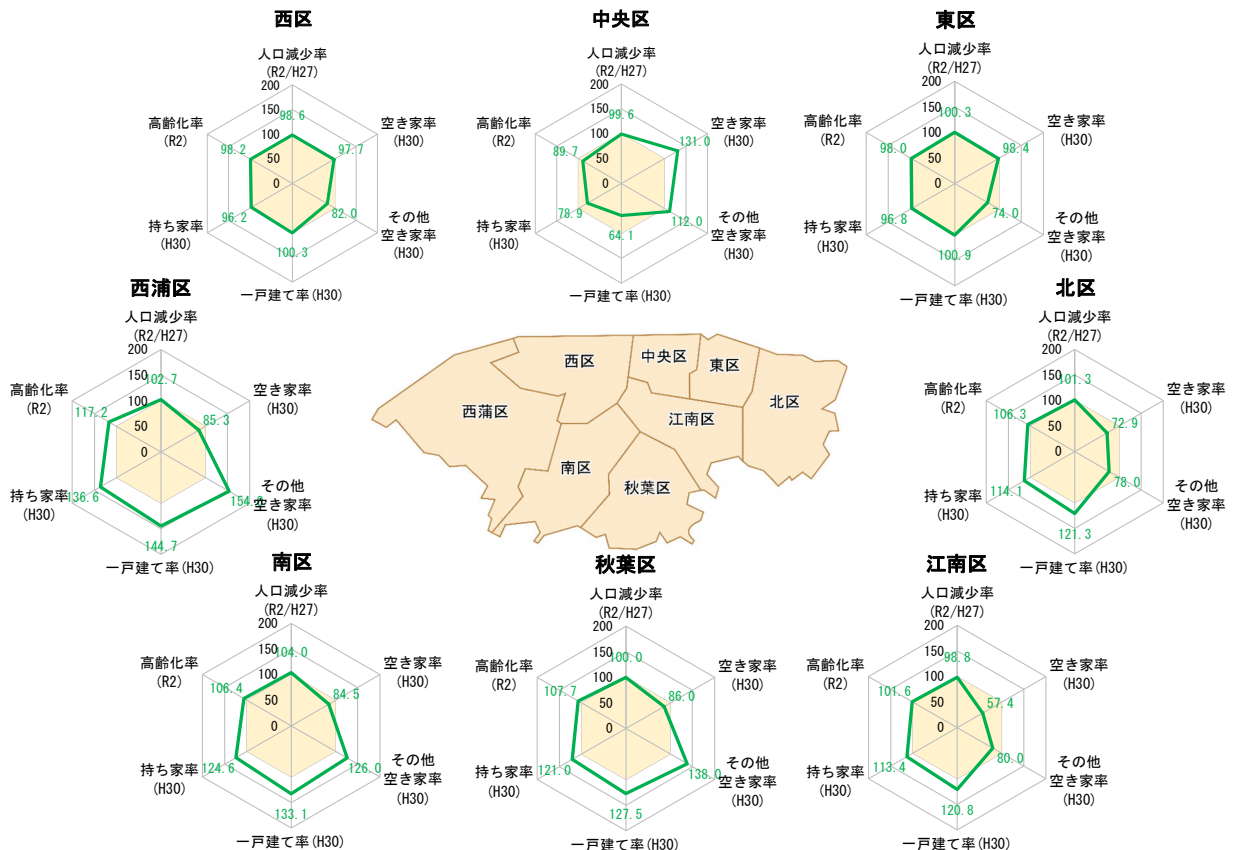 西区
人口減少率
(R2/H27)
200
150
100
50
0
98.6
空き家率
(H30)
97.7
その他
空き家率
(H30)
82.0
一戸建て率(H30)
100.3
持ち家率
(H30)
96.2
高齢化率
(R2)
98.2
中央区
人口減少率
(R2/H27)
200
150
100
50
0
99.6
空き家率
(H30)
131.0
その他
空き家率
(H30)
112.0
一戸建て率(H30)
64.1
持ち家率
(H30)
78.9
高齢化率
(R2)
89.7
東区
人口減少率
(R2/H27)
200
150
100
50
0
100.3
空き家率
(H30)
98.4
その他
空き家率
(H30)
74.0
一戸建て率(H30)
100.9
持ち家率
(H30)
96.8
高齢化率
(R2)
98.0
西浦区
人口減少率
(R2/H27)
200
150
100
50
0
102.7
空き家率
(H30)
85.3
その他
空き家率
(H30)
154.
一戸建て率(H30)
144.7
持ち家率
(H30)
136.6
高齢化率
(R2)
117.2
西区
中央区
東区
北区
西蒲区
江南区
南区
秋葉区
北区
人口減少率
(R2/H27)
200
150
100
50
0
101.3
空き家率
(H30)
72.9
その他
空き家率
(H30)
78.0
一戸建て率(H30)
121.3
持ち家率
(H30)
114.1
高齢化率
(R2)
106.3
南区
人口減少率
(R2/H27)
200
150
100
50
0
104.0
空き家率
(H30)
84.5
その他
空き家率
(H30)
126.0
一戸建て率(H30)
133.1
持ち家率
(H30)
124.6
高齢化率
(R2)
106.4
秋葉区
人口減少率
(R2/H27)
200
150
100
50
0
100.0
空き家率
(H30)
86.0
その他
空き家率
(H30)
138.0
一戸建て率(H30)
127.5
持ち家率
(H30)
121.0
高齢化率
(R2)
107.7
江南区
人口減少率
(R2/H27)
200
150
100
50
0
98.8
空き家率
(H30)
57.4
その他
空き家率
(H30)
80.0
一戸建て率(H30)
120.8
持ち家率
(H30)
113.4
高齢化率
(R2)
101.6